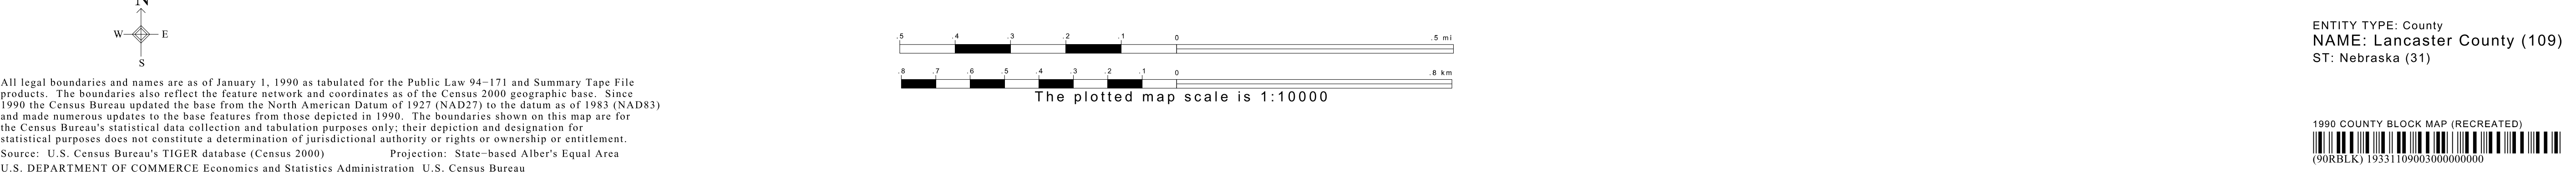 N
W E
S
All legal boundaries and names are as of January 1, 1990 as tabulated for the Public Law 94−171 and Summary Tape File
products. The boundaries also reflect the feature network and coordinates as of the Census 2000 geographic base. Since
1990 the Census Bureau updated the base from the North American Datum of 1927 (NAD27) to the datum as of 1983 (NAD83)
and made numerous updates to the base features from those depicted in 1990. The boundaries shown on this map are for
the Census Bureau's statistical data collection and tabulation purposes only; their depiction and designation for
statistical purposes does not constitute a determination of jurisdictional authority or rights or ownership or entitlement.
Source: U.S. Census Bureau's TIGER database (Census 2000) Projection: State−based Alber's Equal Area
U.S. DEPARTMENT OF COMMERCE Economics and Statistics Administration U.S. Census Bureau
.5 .4 .3 .2 .1 0 .5 mi
.8 .7 .6 .5 .4 .3 .2 .1 0 .8 km
The plotted map scale is 1:10000
ENTITY TYPE: County
NAME: Lancaster County (109)
ST: Nebraska (31)
1990 COUNTY BLOCK MAP (RECREATED)
(90RBLK) 19331109003000000000